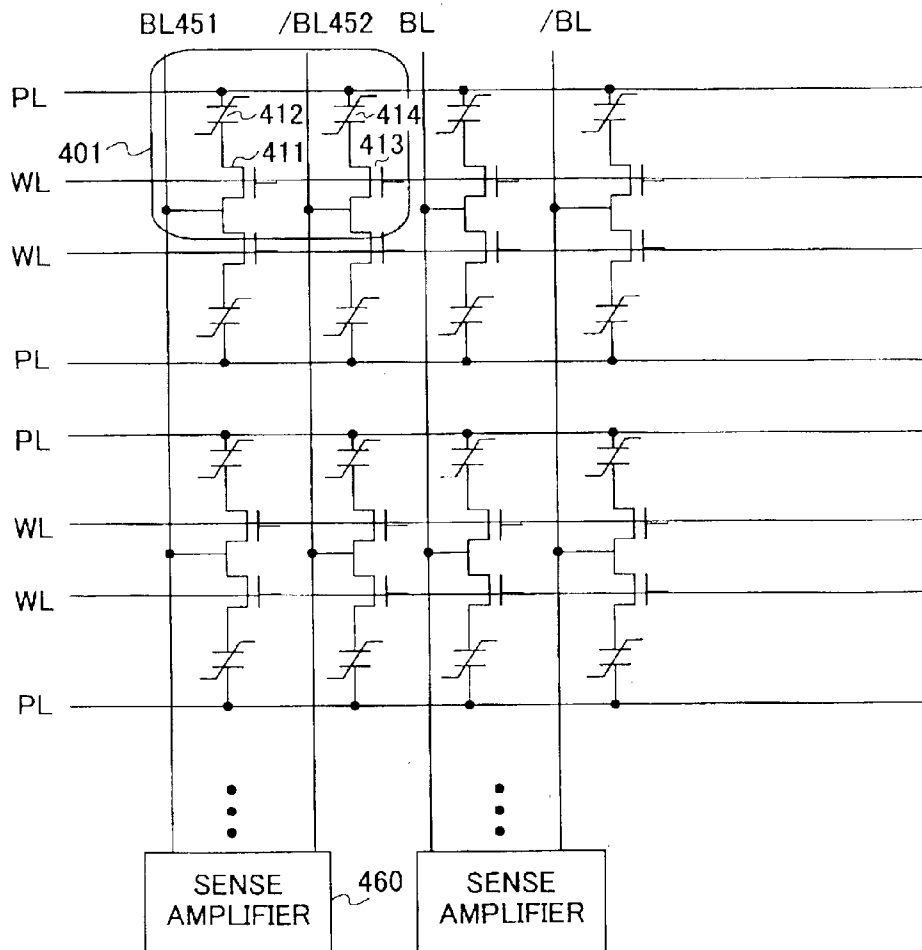 BL451 /BL452 BL /BL
PL
412 414
401 411 413
WL
WL
PL
PL
WL
WL
PL
460
SENSE AMPLIFIER
SENSE AMPLIFIER